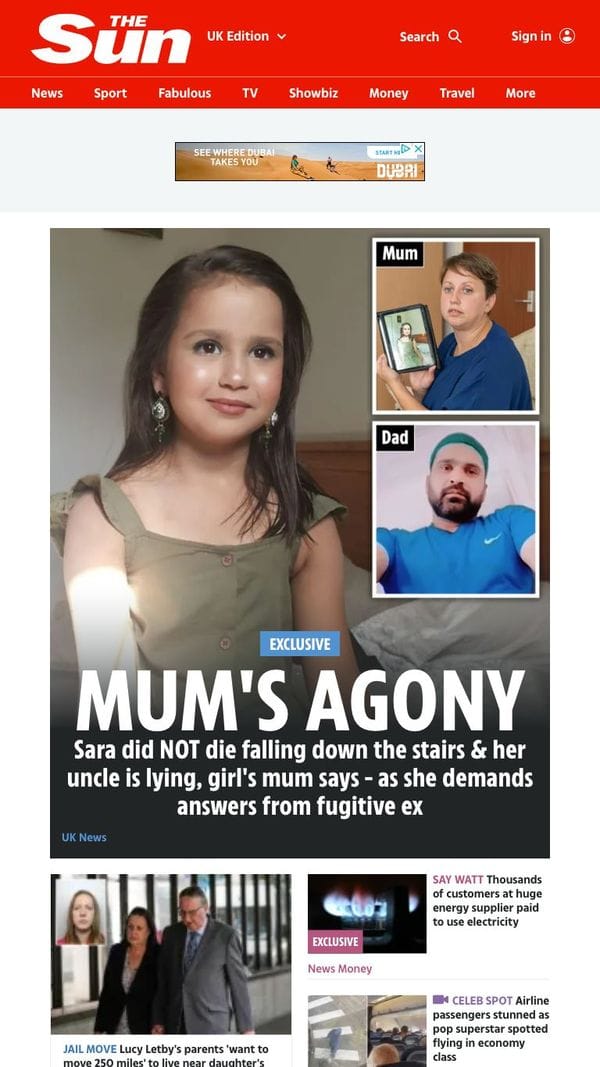 THE
Sun
UK Edition
Search
Sign in
News Sport Fabulous TV Showbiz Money Travel More
SEE WHERE DUBAI
TAKES YOU
DUBAI
Mum
Dad
EXCLUSIVE
MUM'S AGONY
Sara did NOT die falling down the stairs & her
uncle is lying, girl's mum says - as she demands
answers from fugitive ex
UK News
JAIL MOVE Lucy Letby's parents 'want to
move 250 miles' to live near daughter's
EXCLUSIVE
SAY WATT Thousands
of customers at huge
energy supplier paid
to use electricity
News Money
CELEB SPOT Airline
passengers stunned as
pop superstar spotted
flying in economy
class